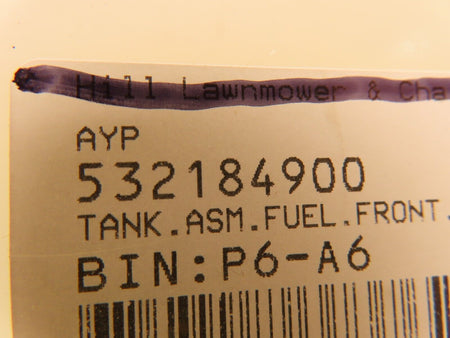 Hill Lawnmower & Cha
AYP
532184900
TANK.ASM.FUEL.FRONT.
BIN:P6-A6